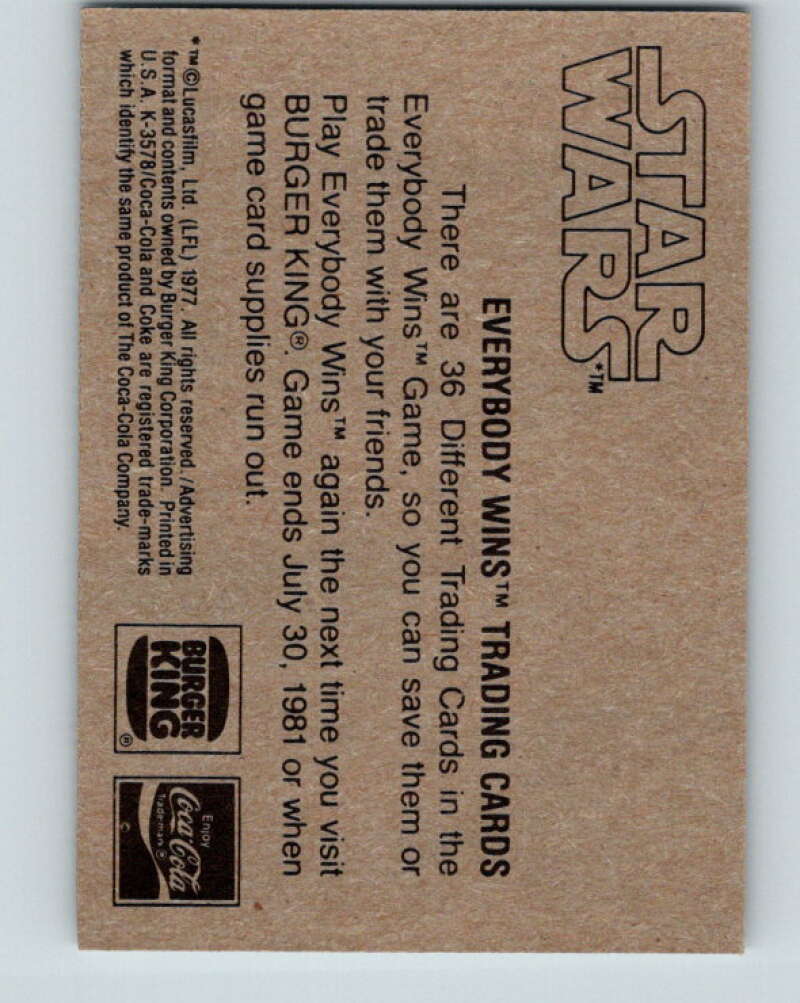 STAR
WARS*™
EVERYBODY WINS™ TRADING CARDS
There are 36 Different Trading Cards in the
Everybody Wins™ Game, so you can save them or
trade them with your friends.
Play Everybody Wins™ again the next time you visit
BURGER KING®. Game ends July 30, 1981 or when
game card supplies run out.
*™©Lucasfilm, Ltd. (LFL) 1977. All rights reserved./Advertising
format and contents owned by Burger King Corporation. Printed in
U.S.A. K-3578/Coca-Cola and Coke are registered trade-marks
which identify the same product of The Coca-Cola Company.
BURGER
KING®
Enjoy
Coca-Cola
Trade-mark®